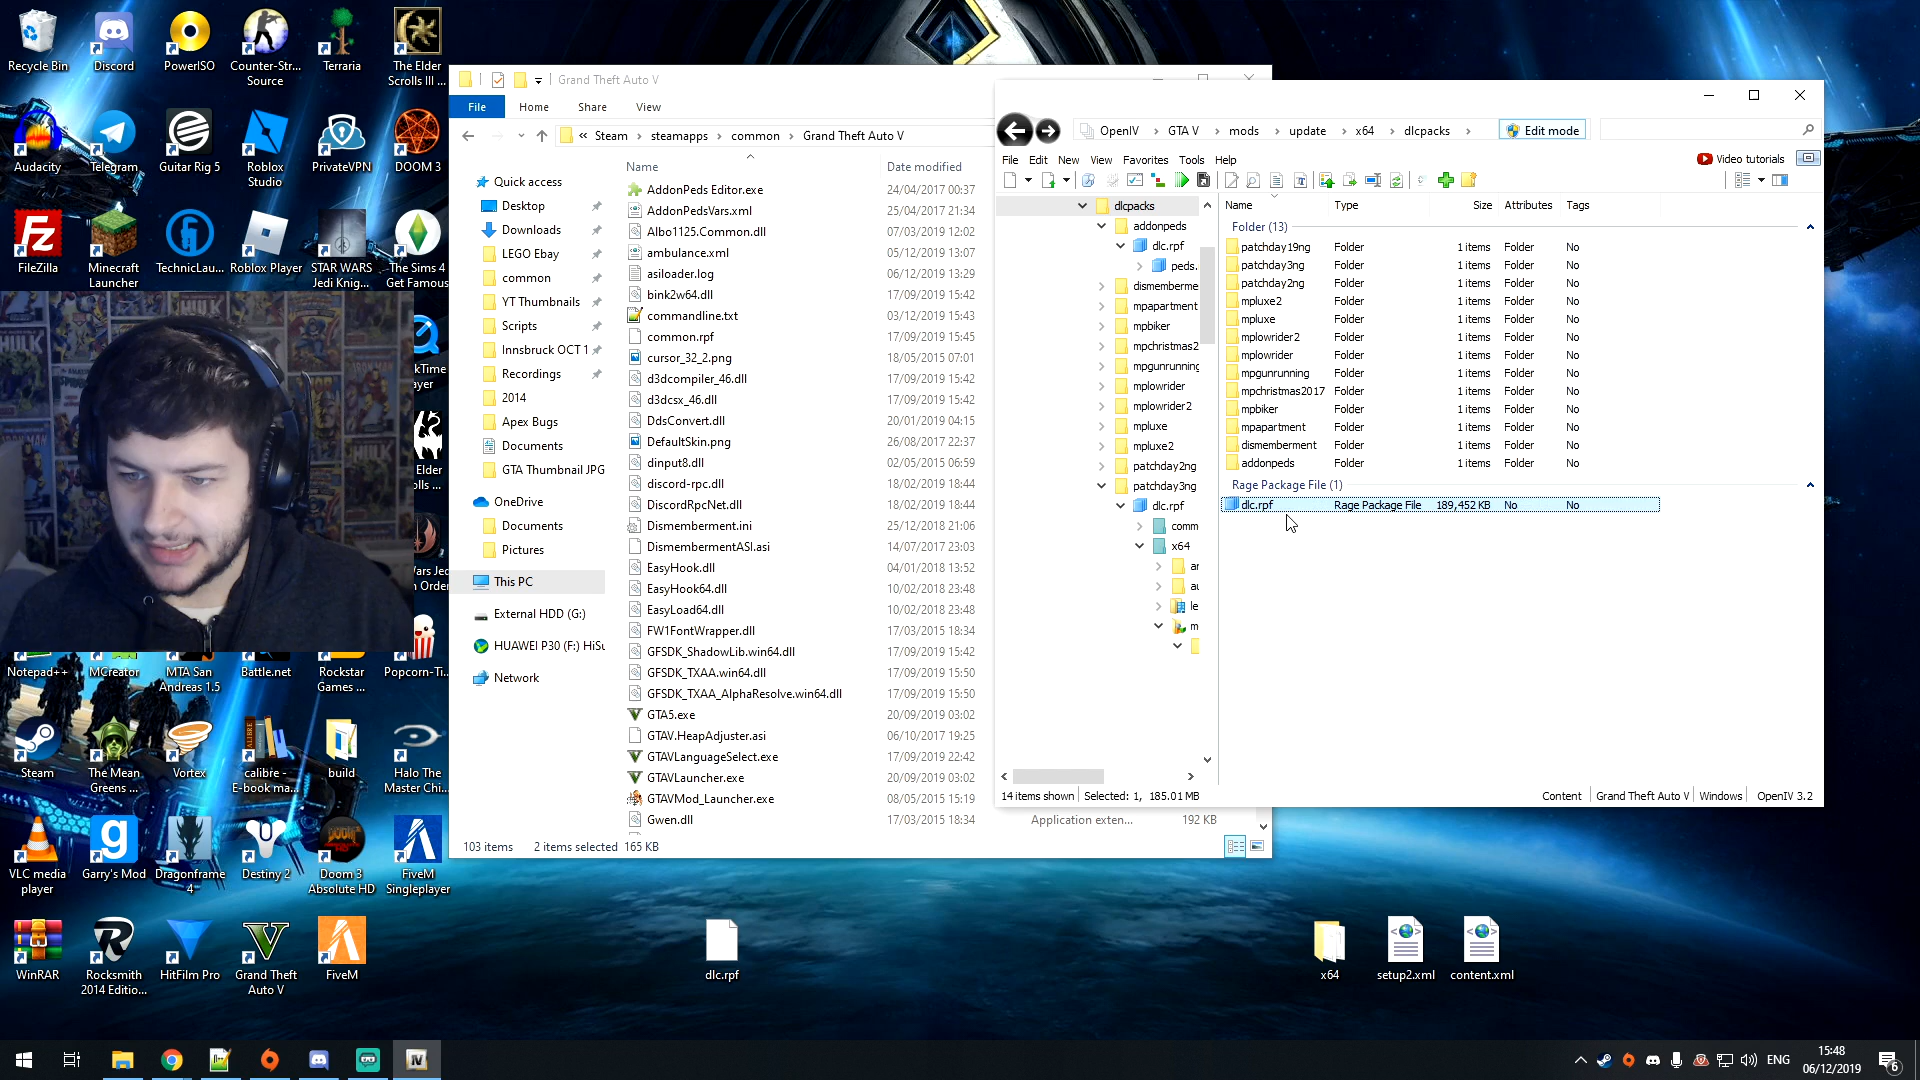 Recycle Bin
Discord
PowerISO
Counter-Str... Source
Terraria
The Elder Scrolls III ...
Audacity
Telegram
Guitar Rig 5
Roblox Studio
PrivateVPN
DOOM 3
FileZilla
Minecraft Launcher
TechnicLau...
Roblox Player
STAR WARS Jedi Knig...
The Sims 4 Get Famous
Notepad++
MCreator
MTA San Andreas 1.5
Battle.net
Rockstar Games ...
Popcorn-Ti...
Steam
The Mean Greens ...
Vortex
calibre - E-book ma...
build
Halo The Master Chi...
VLC media player
Garry's Mod
Dragonframe 4
Destiny 2
Doom 3 Absolute HD
FiveM Singleplayer
WinRAR
Rocksmith 2014 Editio...
HitFilm Pro
Grand Theft Auto V
FiveM
dlc.rpf
x64
setup2.xml
content.xml
Grand Theft Auto V
File Home Share View
« Steam > steamapps > common > Grand Theft Auto V
Quick access
Desktop
Downloads
LEGO Ebay
common
YT Thumbnails
Scripts
Innsbruck OCT 1
Recordings
2014
Apex Bugs
Documents
GTA Thumbnail JPG
OneDrive
Documents
Pictures
This PC
External HDD (G:)
HUAWEI P30 (F:) HiSu
Network
Name Date modified
AddonPeds Editor.exe 24/04/2017 00:37
AddonPedsVars.xml 25/04/2017 21:34
Albo1125.Common.dll 07/03/2019 12:02
ambulance.xml 05/12/2019 13:07
asiloader.log 06/12/2019 13:29
bink2w64.dll 17/09/2019 15:42
commandline.txt 03/12/2019 15:43
common.rpf 17/09/2019 15:45
cursor_32_2.png 18/05/2015 07:01
d3dcompiler_46.dll 17/09/2019 15:42
d3dcsx_46.dll 17/09/2019 15:42
DdsConvert.dll 20/01/2019 04:15
DefaultSkin.png 26/08/2017 22:37
dinput8.dll 02/05/2015 06:59
discord-rpc.dll 18/02/2019 18:44
DiscordRpcNet.dll 18/02/2019 18:44
Dismemberment.ini 25/12/2018 21:06
DismembermentASI.asi 14/07/2017 23:03
EasyHook.dll 04/01/2018 13:52
EasyHook64.dll 10/02/2018 23:48
EasyLoad64.dll 10/02/2018 23:48
FW1FontWrapper.dll 17/03/2015 18:34
GFSDK_ShadowLib.win64.dll 17/09/2019 15:42
GFSDK_TXAA.win64.dll 17/09/2019 15:50
GFSDK_TXAA_AlphaResolve.win64.dll 17/09/2019 15:50
GTA5.exe 20/09/2019 03:02
GTAV.HeapAdjuster.asi 06/10/2017 19:25
GTAVLanguageSelect.exe 17/09/2019 22:42
GTAVLauncher.exe 20/09/2019 03:02
GTAVMod_Launcher.exe 08/05/2015 15:19
Gwen.dll 17/03/2015 18:34 Application exten... 192 KB
103 items 2 items selected 165 KB
OpenIV > GTA V > mods > update > x64 > dlcpacks > Edit mode
File Edit New View Favorites Tools Help Video tutorials
dlcpacks
addonpeds
dlc.rpf
peds.
dismemberme
mpapartment
mpbiker
mpchristmas2
mpgunrunning
mplowrider
mplowrider2
mpluxe
mpluxe2
patchday2ng
patchday3ng
dlc.rpf
comm
x64
ar
au
le
m
Name Type Size Attributes Tags
Folder (13)
patchday19ng Folder 1 items Folder No
patchday3ng Folder 1 items Folder No
patchday2ng Folder 1 items Folder No
mpluxe2 Folder 1 items Folder No
mpluxe Folder 1 items Folder No
mplowrider2 Folder 1 items Folder No
mplowrider Folder 1 items Folder No
mpgunrunning Folder 1 items Folder No
mpchristmas2017 Folder 1 items Folder No
mpbiker Folder 1 items Folder No
mpapartment Folder 1 items Folder No
dismemberment Folder 1 items Folder No
addonpeds Folder 1 items Folder No
Rage Package File (1)
dlc.rpf Rage Package File 189,452 KB No No
14 items shown Selected: 1, 185.01 MB Content Grand Theft Auto V Windows OpenIV 3.2
ENG
15:48
06/12/2019
6